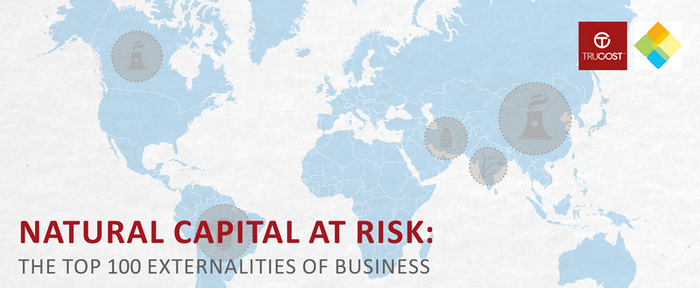 TRUCOST
NATURAL CAPITAL AT RISK:
THE TOP 100 EXTERNALITIES OF BUSINESS